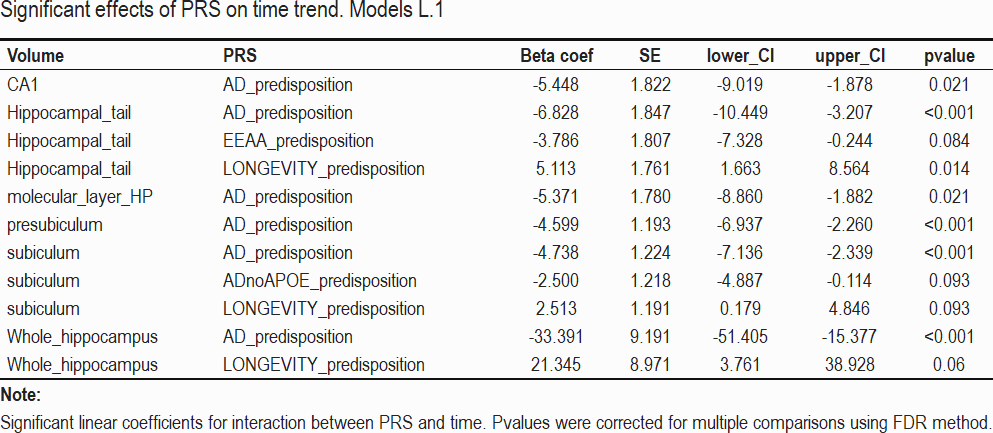 Significant effects of PRS on time trend. Models L.1
Volume PRS Beta coef SE lower_CI upper_CI pvalue
CA1 AD_predisposition -5.448 1.822 -9.019 -1.878 0.021
Hippocampal_tail AD_predisposition -6.828 1.847 -10.449 -3.207 <0.001
Hippocampal_tail EEAA_predisposition -3.786 1.807 -7.328 -0.244 0.084
Hippocampal_tail LONGEVITY_predisposition 5.113 1.761 1.663 8.564 0.014
molecular_layer_HP AD_predisposition -5.371 1.780 -8.860 -1.882 0.021
presubiculum AD_predisposition -4.599 1.193 -6.937 -2.260 <0.001
subiculum AD_predisposition -4.738 1.224 -7.136 -2.339 <0.001
subiculum ADnoAPOE_predisposition -2.500 1.218 -4.887 -0.114 0.093
subiculum LONGEVITY_predisposition 2.513 1.191 0.179 4.846 0.093
Whole_hippocampus AD_predisposition -33.391 9.191 -51.405 -15.377 <0.001
Whole_hippocampus LONGEVITY_predisposition 21.345 8.971 3.761 38.928 0.06
Note:
Significant linear coefficients for interaction between PRS and time. Pvalues were corrected for multiple comparisons using FDR method.